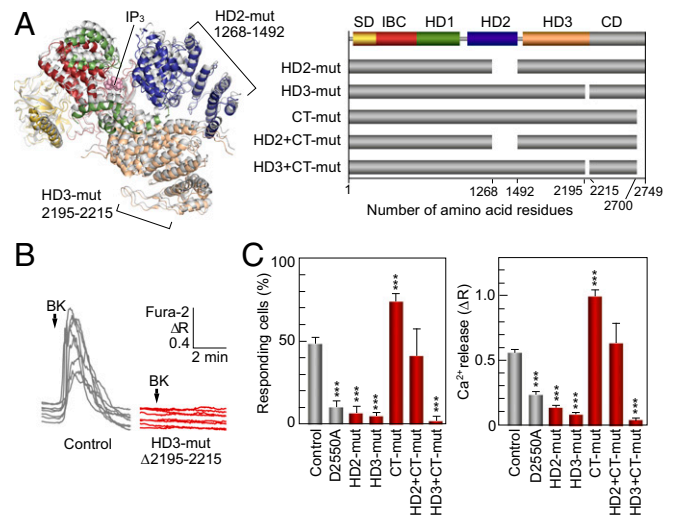 A
IP3
HD2-mut
1268-1492
HD3-mut
2195-2215
SD IBC HD1 HD2 HD3 CD
HD2-mut
HD3-mut
CT-mut
HD2+CT-mut
HD3+CT-mut
1 1268 1492 2195 2215 2749
2700
Number of amino acid residues
B
BK
Fura-2
ΔR
0.4
2 min
BK
Control
HD3-mut
Δ2195-2215
C
Responding cells (%)
100
50
0
***
***
***
***
***
Control
D2550A
HD2-mut
HD3-mut
CT-mut
HD2+CT-mut
HD3+CT-mut
Ca2+ release (ΔR)
1.0
0.5
0
***
***
***
***
***
Control
D2550A
HD2-mut
HD3-mut
CT-mut
HD2+CT-mut
HD3+CT-mut